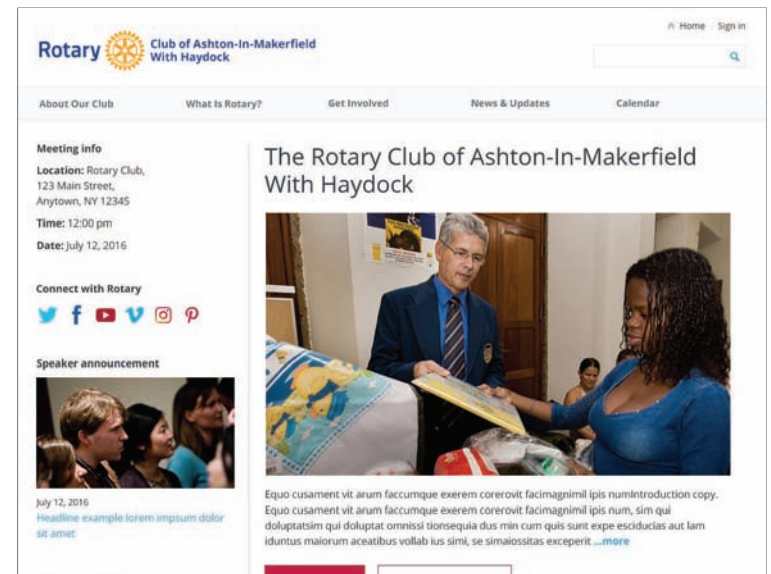 Rotary
Club of Ashton-In-Makerfield
With Haydock
Home Sign in
About Our Club What Is Rotary? Get Involved News & Updates Calendar
Meeting info
Location: Rotary Club,
123 Main Street,
Anytown, NY 12345
Time: 12:00 pm
Date: July 12, 2016
Connect with Rotary
Speaker announcement
July 12, 2016
Headline example lorem impsum dolor
sit amet
The Rotary Club of Ashton-In-Makerfield
With Haydock
Equo cusament vit arum faccumque exerem corerovit facimagnimil ipis numIntroduction copy.
Equo cusament vit arum faccumque exerem corerovit facimagnimil ipis num, sim qui
doluptatsim qui doluptat omnissi tionsequia dus min cum quis sunt expe esciducias aut lam
iduntus maiorum aceatibus vollab ius simi, se simaiossitas exceperit ...more